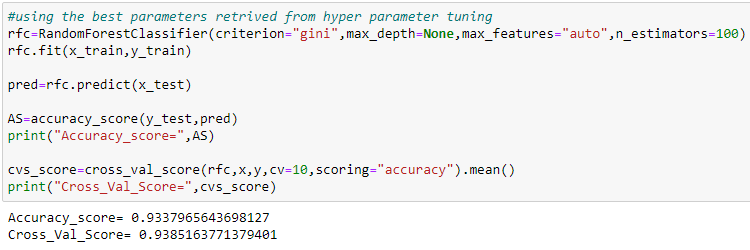 #using the best parameters retrived from hyper parameter tuning
rfc=RandomForestClassifier(criterion="gini",max_depth=None,max_features="auto",n_estimators=100)
rfc.fit(x_train,y_train)
pred=rfc.predict(x_test)
AS=accuracy_score(y_test,pred)
print("Accuracy_score=",AS)
cvs_score=cross_val_score(rfc,x,y,cv=10,scoring="accuracy").mean()
print("Cross_Val_Score=",cvs_score)
Accuracy_score= 0.9337965643698127
Cross_Val_Score= 0.9385163771379401